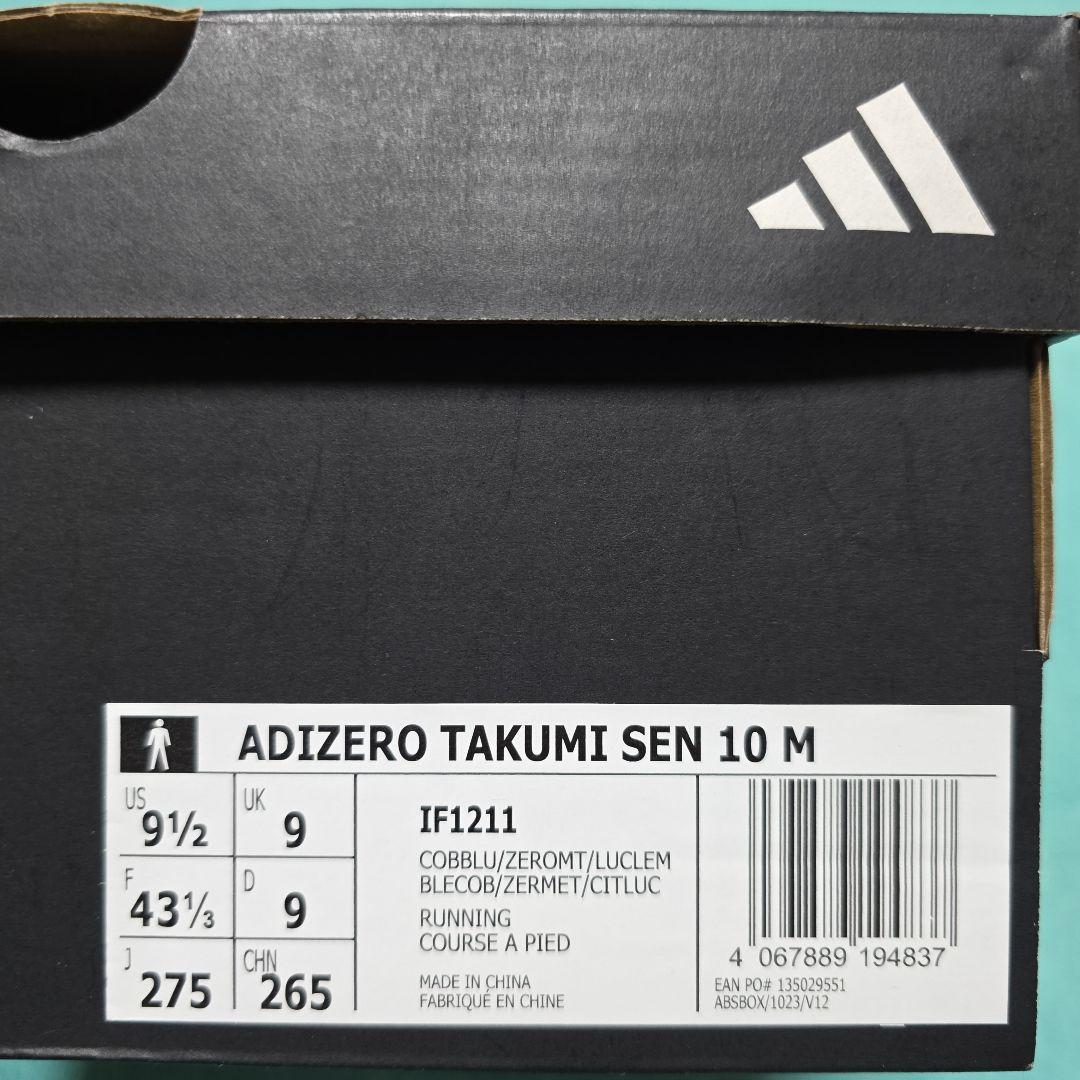 ADIZERO TAKUMI SEN 10 M
US 9½
UK 9
F 43⅓
D 9
J 275
CHN 265
IF1211
COBBLU/ZEROMT/LUCLEM
BLECOB/ZERMET/CITLUC
RUNNING
COURSE A PIED
MADE IN CHINA
FABRIQUÉ EN CHINE
4 067889 194837
EAN PO# 135029551
ABSBOX/1023/V12